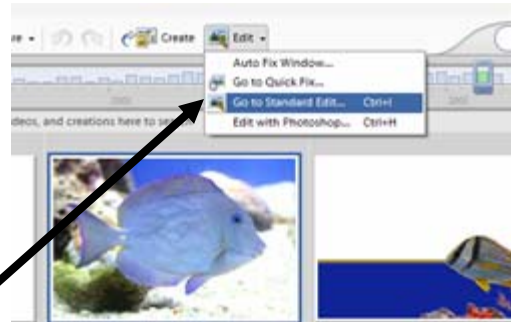 Create Edit
Auto Fix Window...
Go to Quick Fix...
Go to Standard Edit... Ctrl+I
Edit with Photoshop... Ctrl+H
deos, and creations here to se